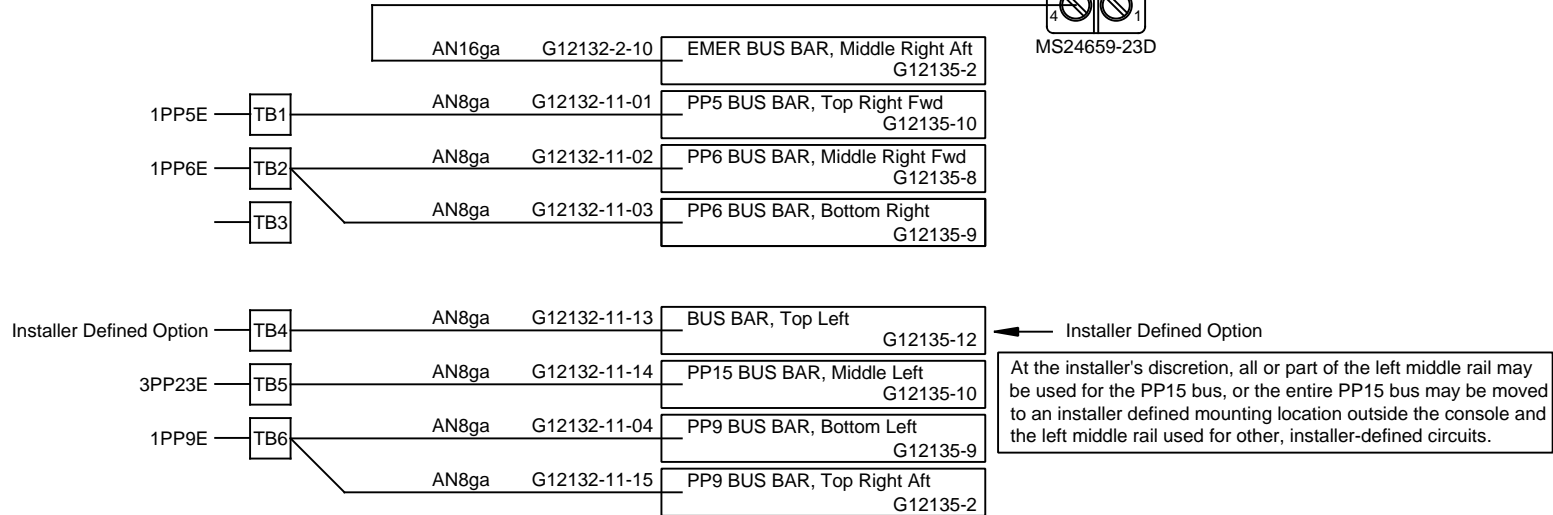 4 1
MS24659-23D
AN16ga G12132-2-10 EMER BUS BAR, Middle Right Aft
G12135-2
1PP5E TB1 AN8ga G12132-11-01 PP5 BUS BAR, Top Right Fwd
G12135-10
1PP6E TB2 AN8ga G12132-11-02 PP6 BUS BAR, Middle Right Fwd
G12135-8
TB3 AN8ga G12132-11-03 PP6 BUS BAR, Bottom Right
G12135-9
Installer Defined Option TB4 AN8ga G12132-11-13 BUS BAR, Top Left
G12135-12
Installer Defined Option
3PP23E TB5 AN8ga G12132-11-14 PP15 BUS BAR, Middle Left
G12135-10
At the installer's discretion, all or part of the left middle rail may
be used for the PP15 bus, or the entire PP15 bus may be moved
to an installer defined mounting location outside the console and
the left middle rail used for other, installer-defined circuits.
1PP9E TB6 AN8ga G12132-11-04 PP9 BUS BAR, Bottom Left
G12135-9
AN8ga G12132-11-15 PP9 BUS BAR, Top Right Aft
G12135-2